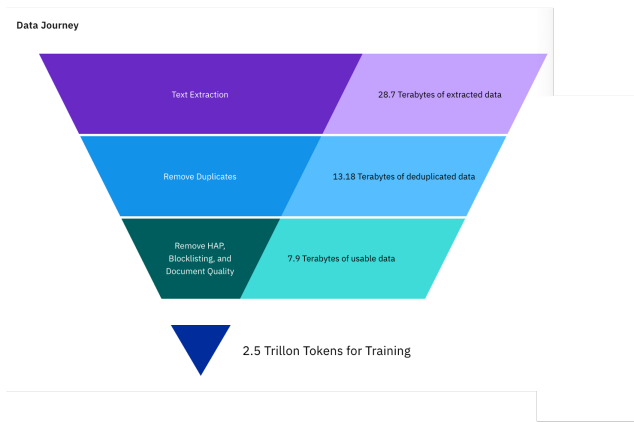 Data Journey
Text Extraction
28.7 Terabytes of extracted data
Remove Duplicates
13.18 Terabytes of deduplicated data
Remove HAP,
Blocklisting, and
Document Quality
7.9 Terabytes of usable data
2.5 Trillon Tokens for Training